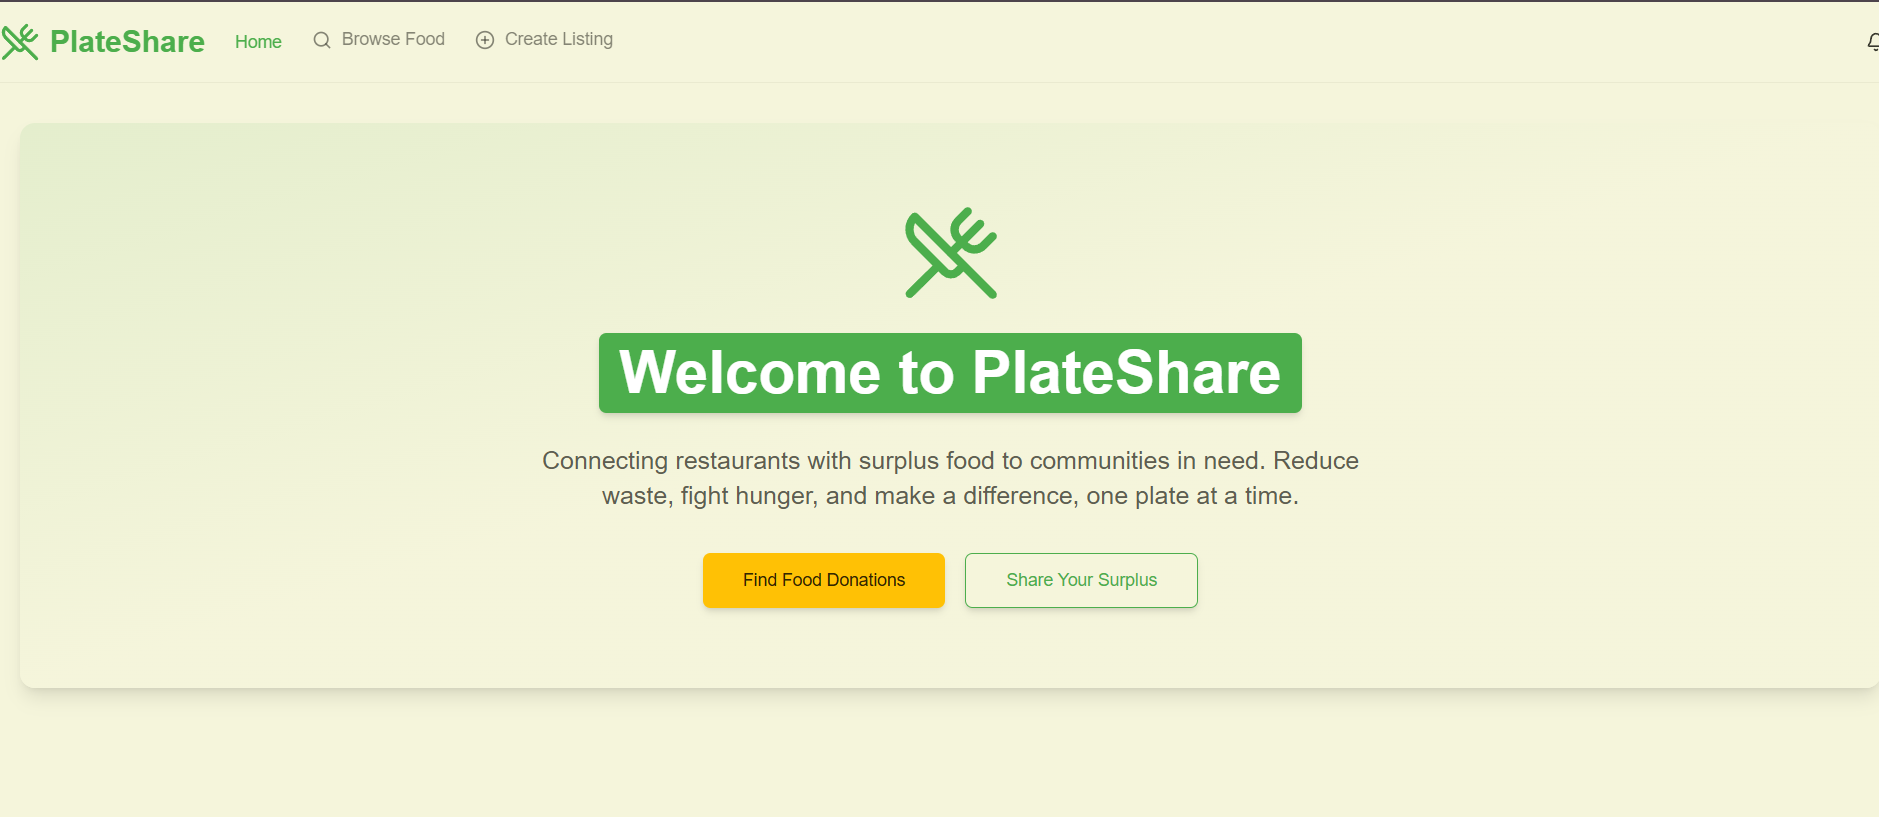 PlateShare
Home
Browse Food
Create Listing
Welcome to PlateShare
Connecting restaurants with surplus food to communities in need. Reduce
waste, fight hunger, and make a difference, one plate at a time.
Find Food Donations
Share Your Surplus